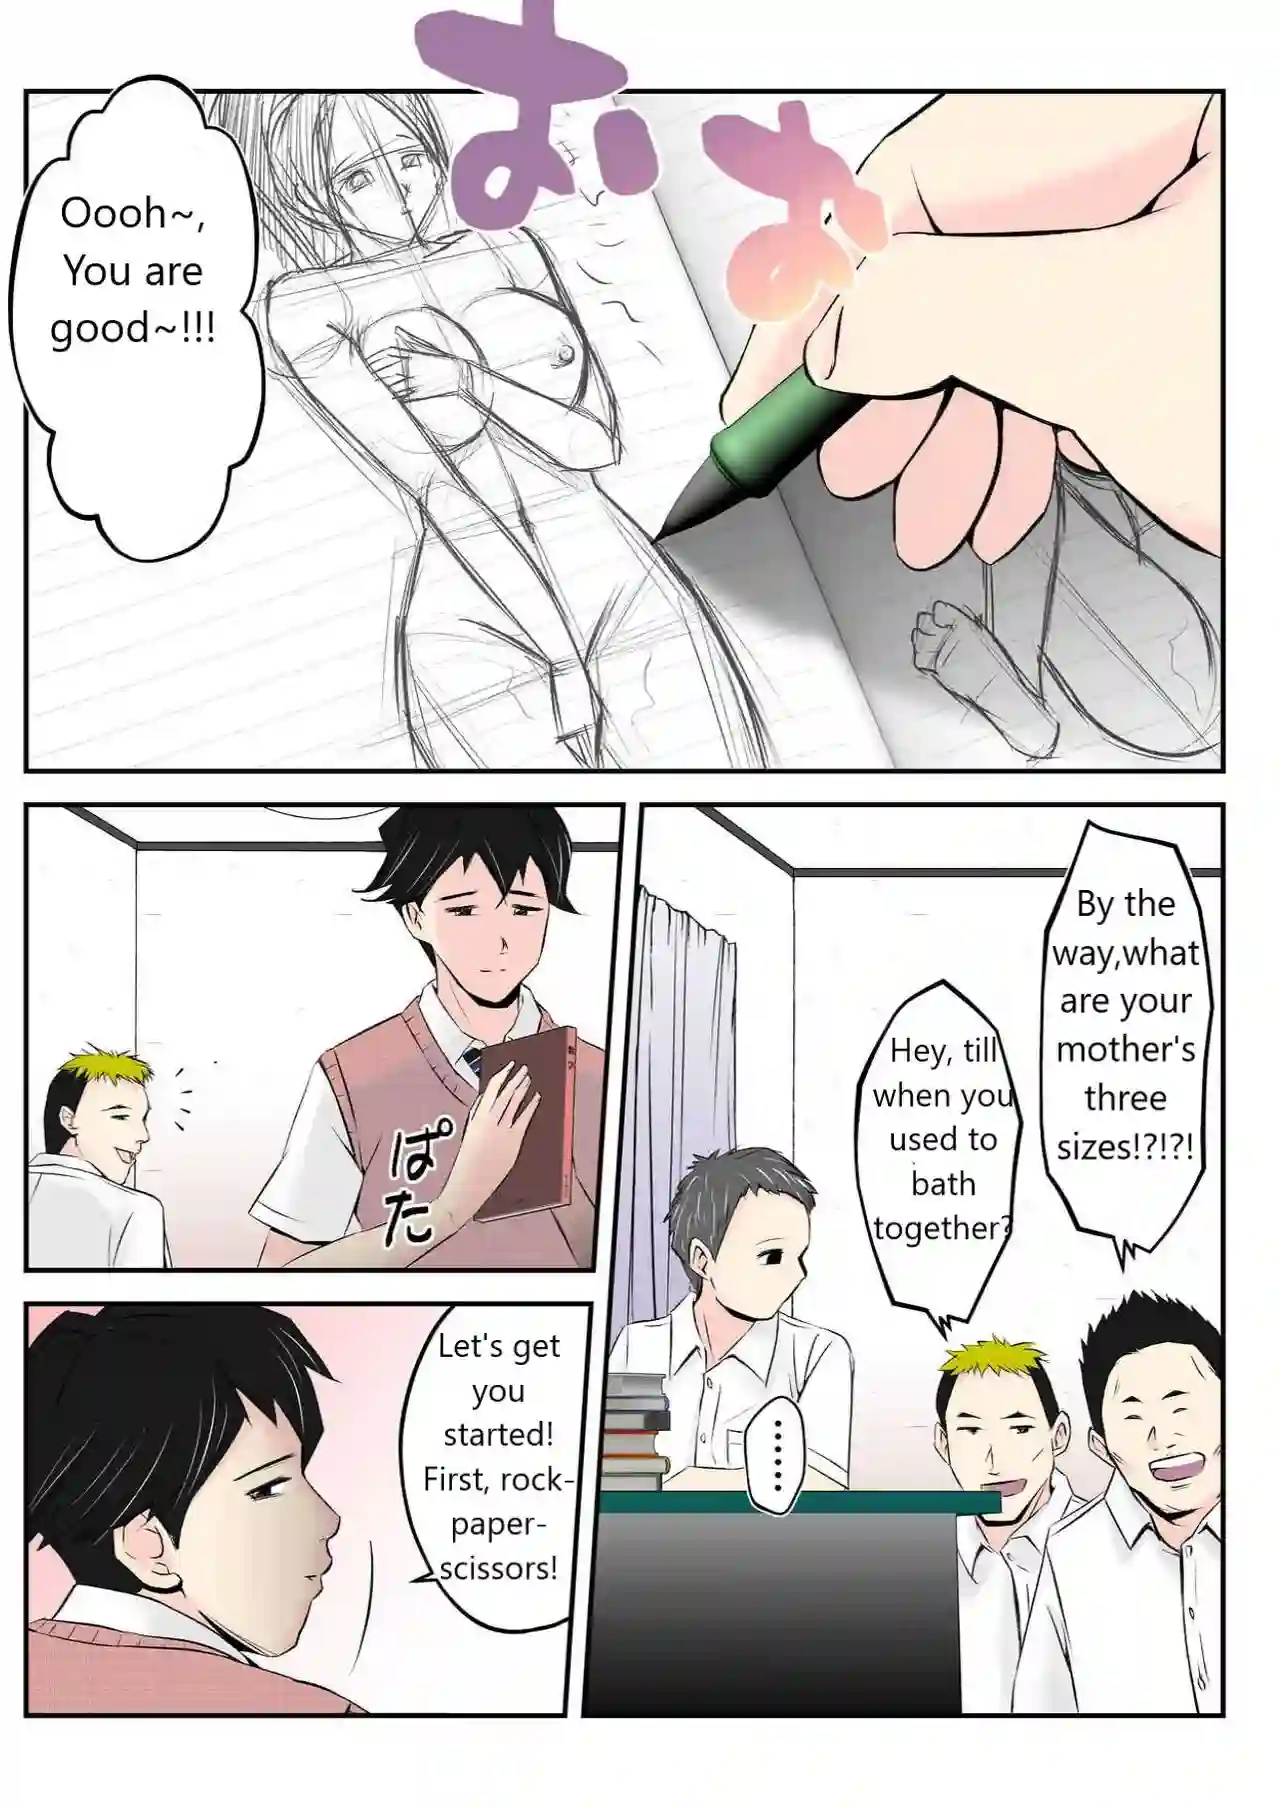 おぉ
Oooh~,
You are
good~!!!
By the
way,what
are your
mother's
three
sizes!?!?!
Hey, till
when you
used to
bath
together?
......
ぱた
Let's get
you
started!
First, rock-
paper-
scissors!